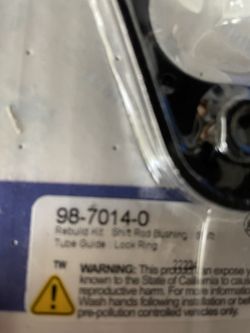 98-7014-0
Rebuild Kit Shift Rod Bushing
Tube Guide Lock Ring
TW
WARNING: This product can expose
known to the State of California to cause
reproductive harm. For more information
Wash hands following installation or
pre-pollution controlled vehicles only.